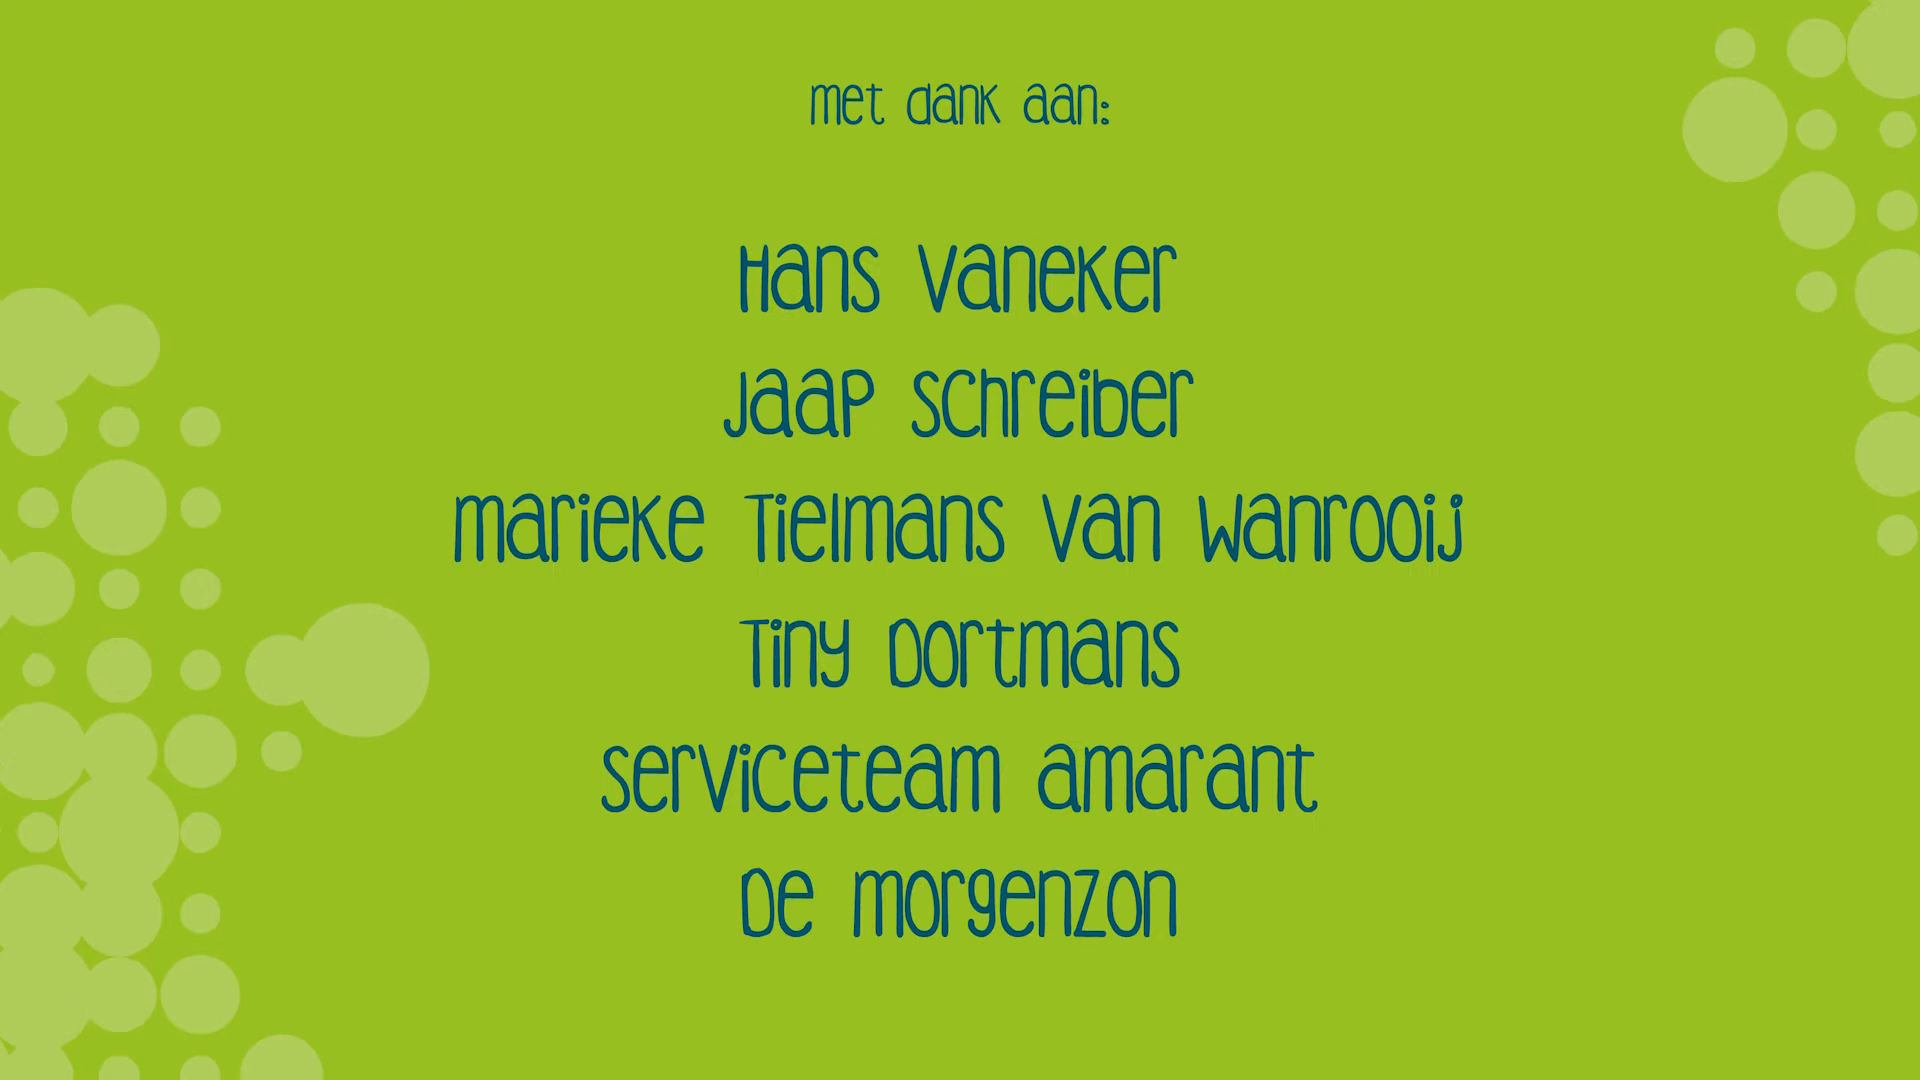 met dank aan:
Hans Vaneker
Jaap Schreiber
Marieke Tielmans van Wanrooij
Tiny Dortmans
Serviceteam Amarant
De Morgenzon